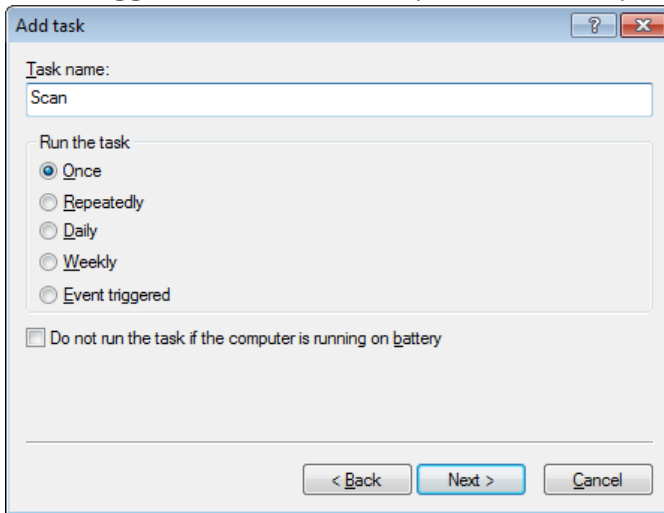 Add task
Task name:
Scan
Run the task
Once
Repeatedly
Daily
Weekly
Event triggered
Do not run the task if the computer is running on battery
< Back Next > Cancel